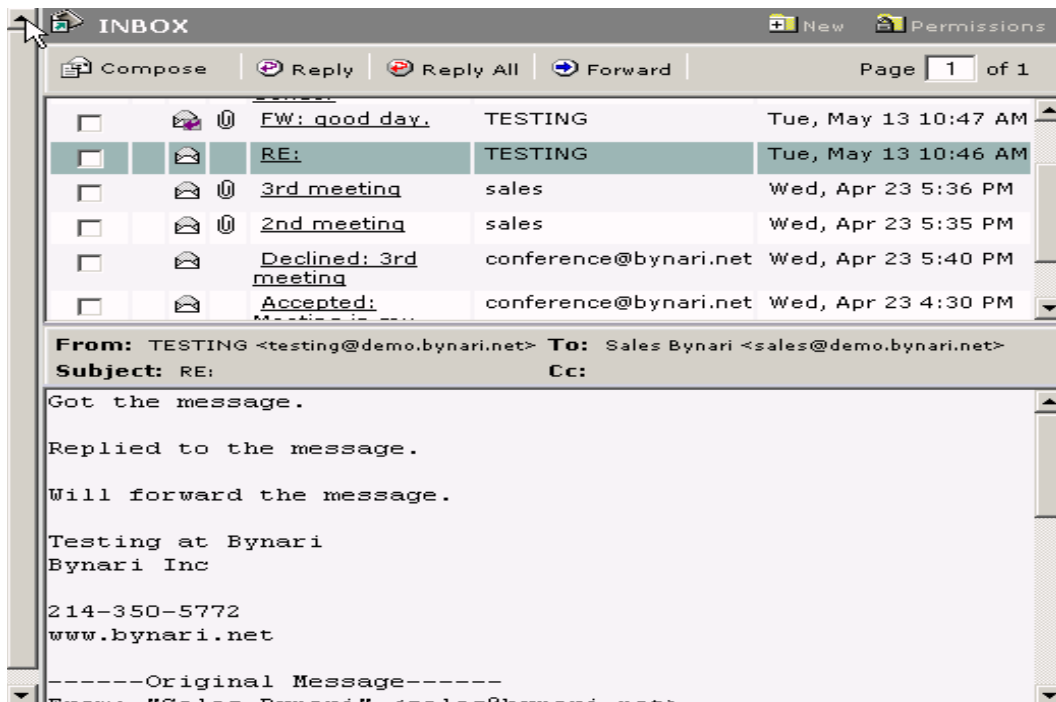 INBOX New Permissions
Compose Reply Reply All Forward Page 1 of 1
FW: good day. TESTING Tue, May 13 10:47 AM
RE: TESTING Tue, May 13 10:46 AM
3rd meeting sales Wed, Apr 23 5:36 PM
2nd meeting sales Wed, Apr 23 5:35 PM
Declined: 3rd conference@bynari.net Wed, Apr 23 5:40 PM
meeting
Accepted: conference@bynari.net Wed, Apr 23 4:30 PM
From: TESTING <testing@demo.bynari.net> To: Sales Bynari <sales@demo.bynari.net>
Subject: RE: Cc:
Got the message.
Replied to the message.
Will forward the message.
Testing at Bynari
Bynari Inc
214-350-5772
www.bynari.net
------Original Message------